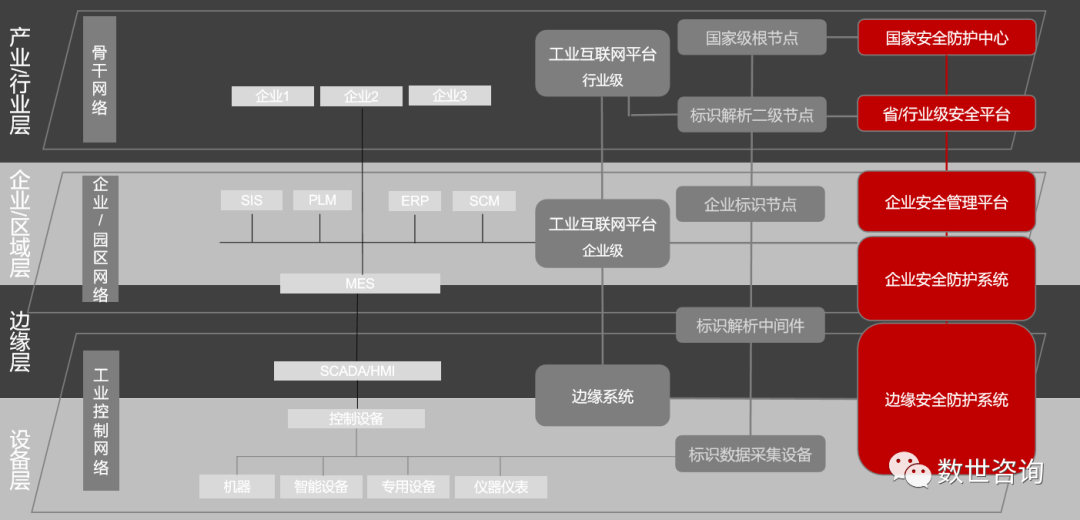 产业/行业层
骨干网络
企业1
企业2
企业3
工业互联网平台
行业级
国家级根节点
标识解析二级节点
国家安全防护中心
省/行业级安全平台
企业/区域层
企业/园区网络
SIS
PLM
ERP
SCM
MES
工业互联网平台
企业级
企业标识节点
企业安全管理平台
企业安全防护系统
边缘层
标识解析中间件
工业控制网络
SCADA/HMI
控制设备
边缘系统
边缘安全防护系统
设备层
标识数据采集设备
机器
智能设备
专用设备
仪器仪表
数世咨询